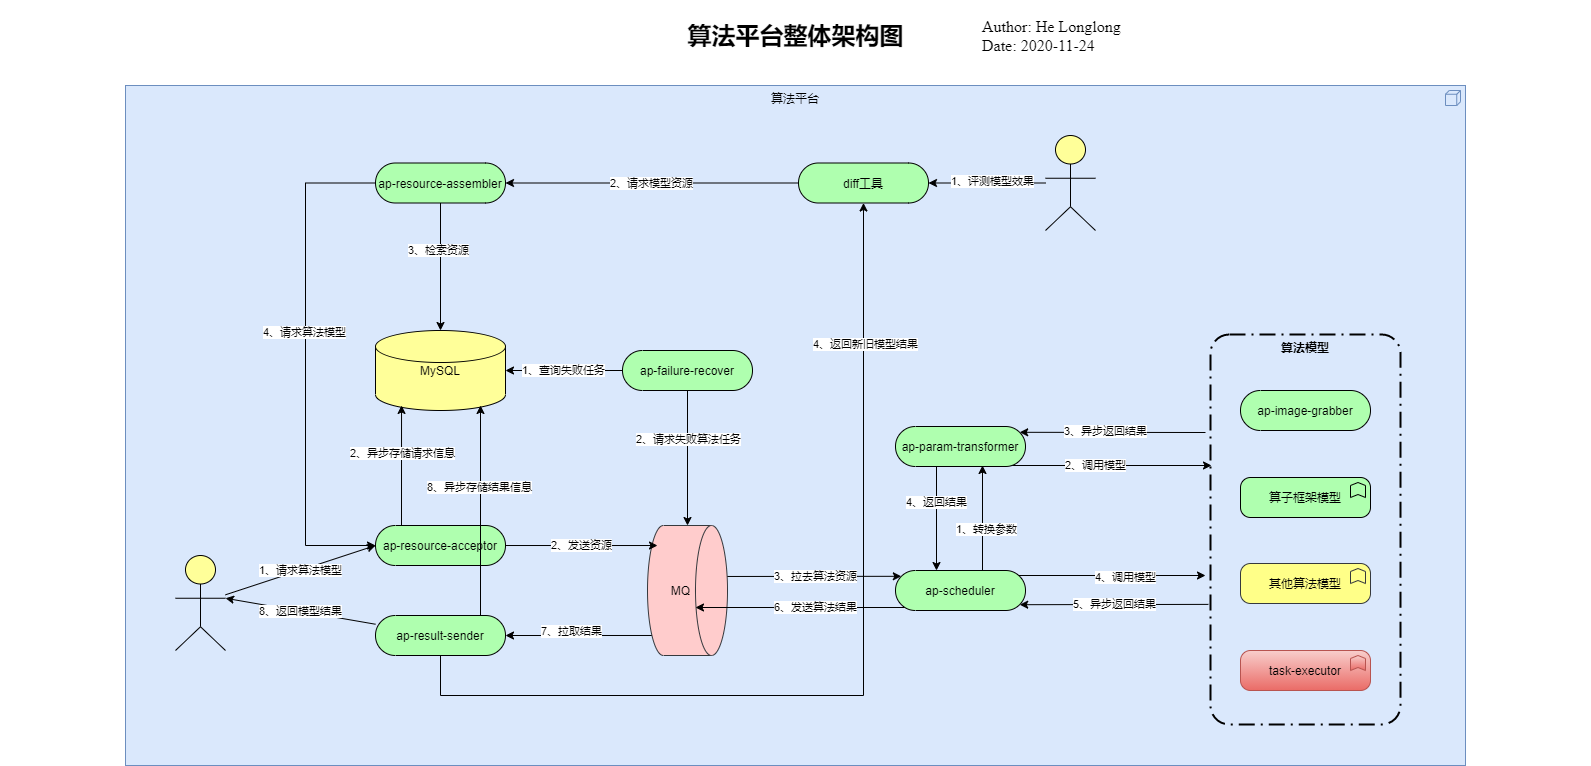 算法平台整体架构图
Author: He Longlong
Date: 2020-11-24
算法平台
ap-resource-assembler
2、请求模型资源
diff工具
1、评测模型效果
3、检索资源
4、请求算法模型
4、返回新旧模型结果
MySQL
1、查询失败任务
ap-failure-recover
算法模型
ap-image-grabber
2、请求失败算法任务
3、异步返回结果
ap-param-transformer
2、调用模型
2、异步存储请求信息
8、异步存储结果信息
4、返回结果
算子框架模型
1、转换参数
ap-resource-acceptor
2、发送资源
1、请求算法模型
3、拉去算法资源
4、调用模型
其他算法模型
MQ
ap-scheduler
8、返回模型结果
6、发送算法结果
5、异步返回结果
ap-result-sender
7、拉取结果
task-executor